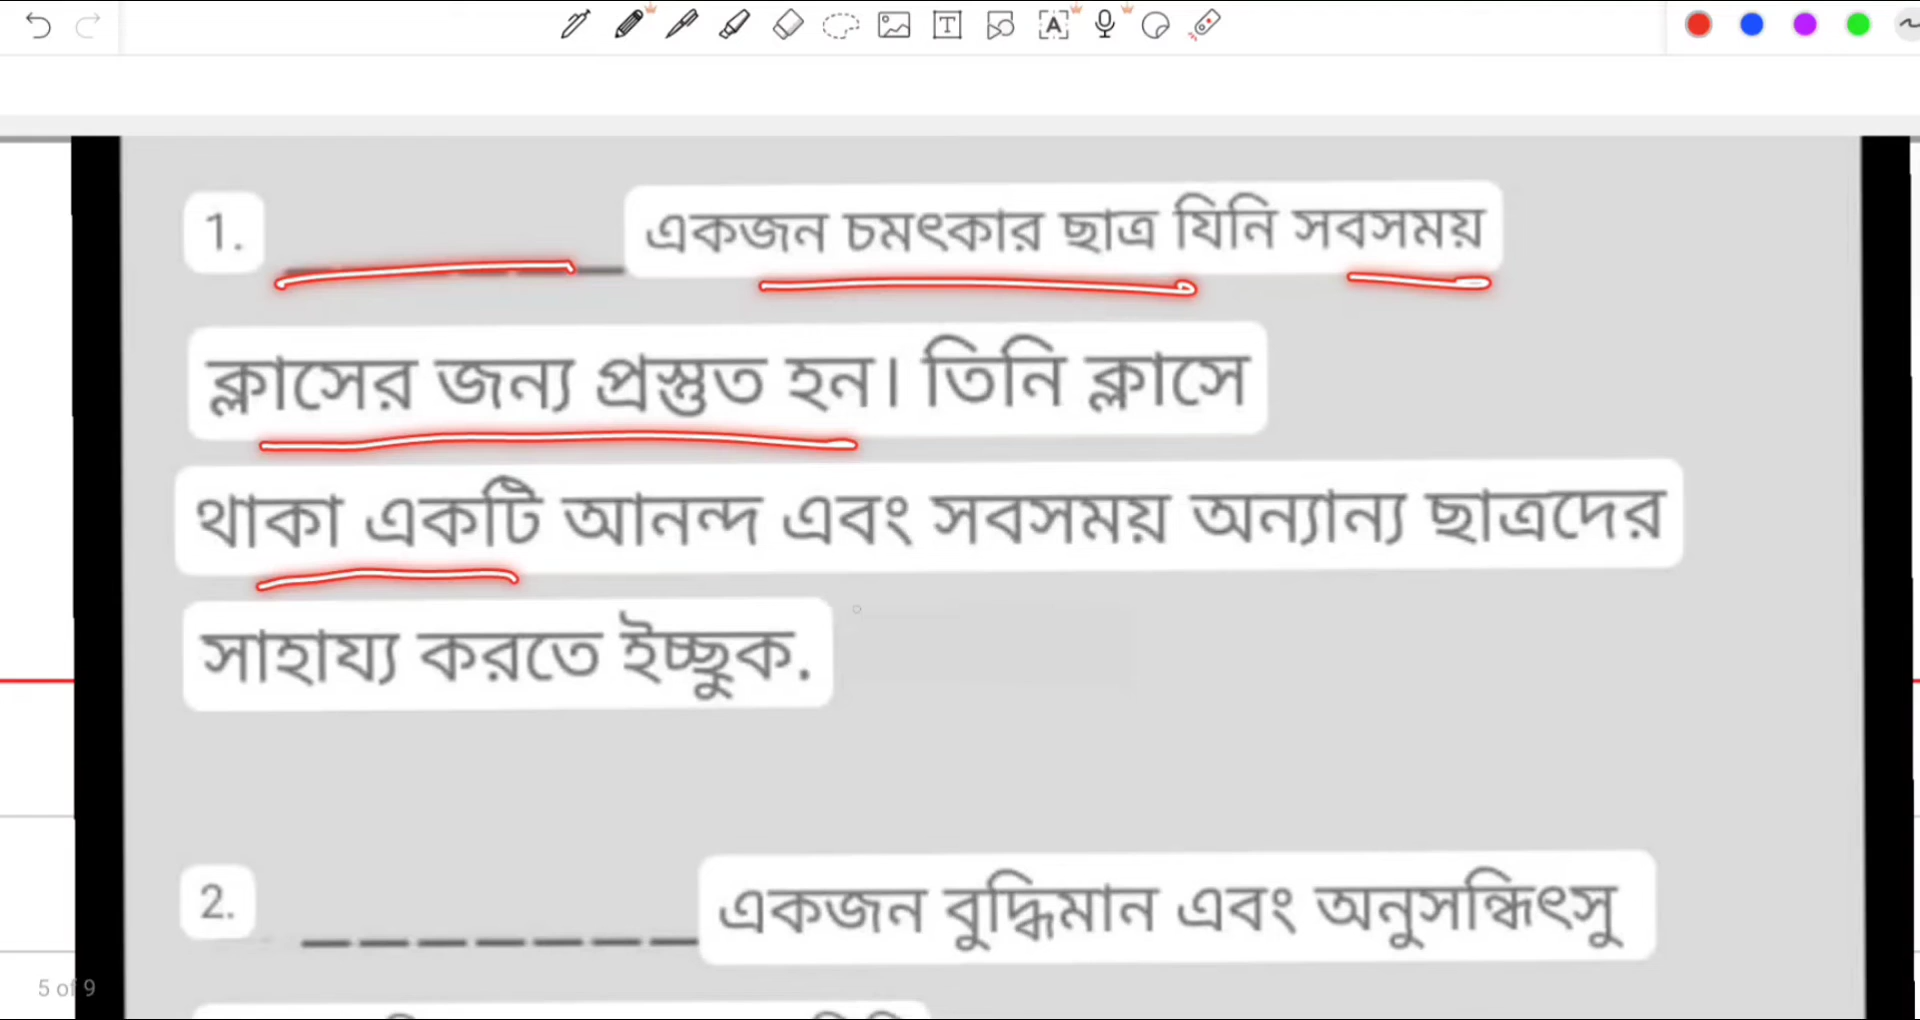 1. একজন চমৎকার ছাত্র যিনি সবসময়
ক্লাসের জন্য প্রস্তুত হন। তিনি ক্লাসে
থাকা একটি আনন্দ এবং সবসময় অন্যান্য ছাত্রদের
সাহায্য করতে ইচ্ছুক.
2. একজন বুদ্ধিমান এবং অনুসন্ধিৎসু
5 of 9